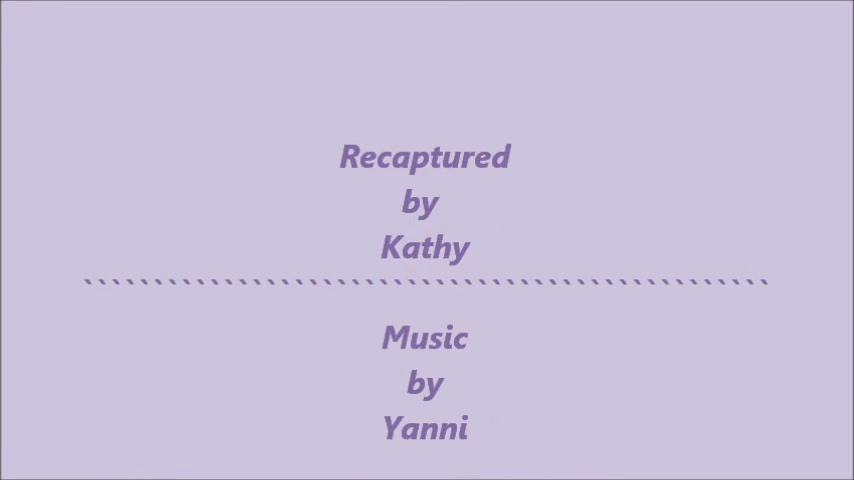 Recaptured
by
Kathy
Music
by
Yanni